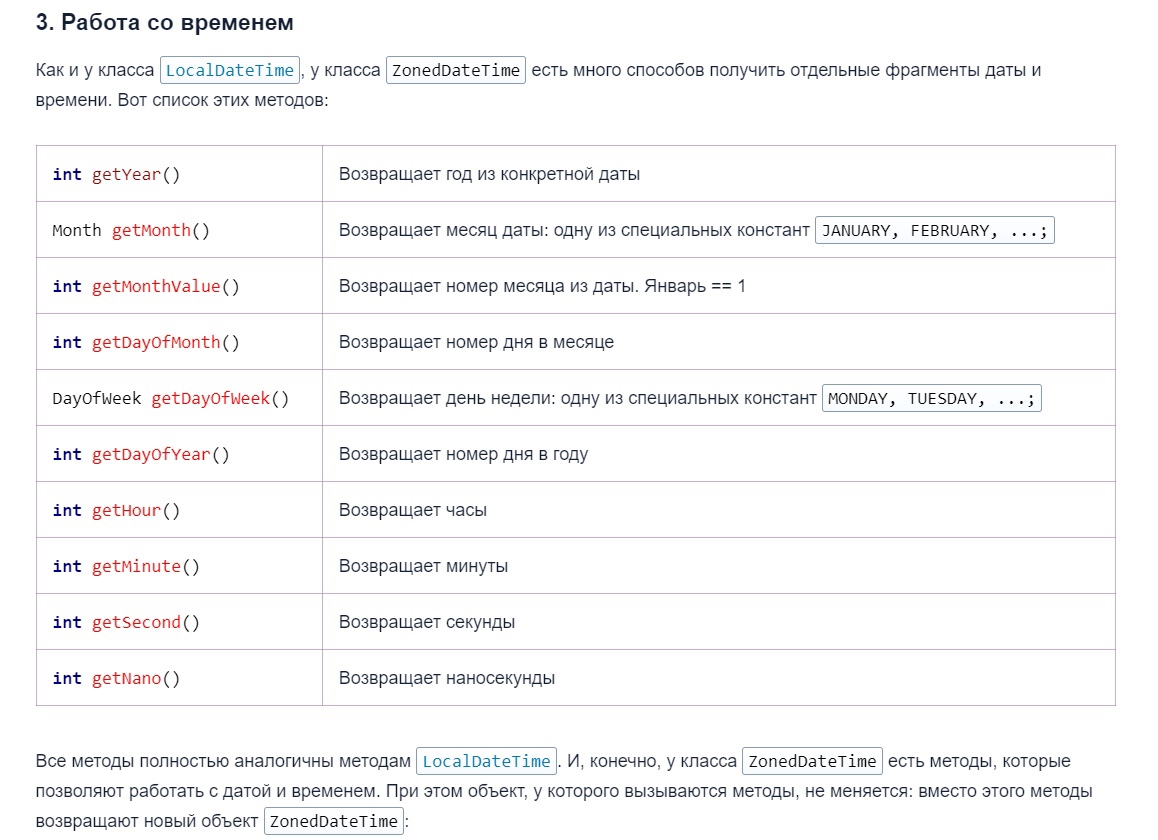 3. Работа со временем
Как и у класса LocalDateTime, у класса ZonedDateTime есть много способов получить отдельные фрагменты даты и
времени. Вот список этих методов:
int getYear() Возвращает год из конкретной даты
Month getMonth() Возвращает месяц даты: одну из специальных констант JANUARY, FEBRUARY, ...;
int getMonthValue() Возвращает номер месяца из даты. Январь == 1
int getDayOfMonth() Возвращает номер дня в месяце
DayOfWeek getDayOfWeek() Возвращает день недели: одну из специальных констант MONDAY, TUESDAY, ...;
int getDayOfYear() Возвращает номер дня в году
int getHour() Возвращает часы
int getMinute() Возвращает минуты
int getSecond() Возвращает секунды
int getNano() Возвращает наносекунды
Все методы полностью аналогичны методам LocalDateTime. И, конечно, у класса ZonedDateTime есть методы, которые
позволяют работать с датой и временем. При этом объект, у которого вызываются методы, не меняется: вместо этого методы
возвращают новый объект ZonedDateTime: